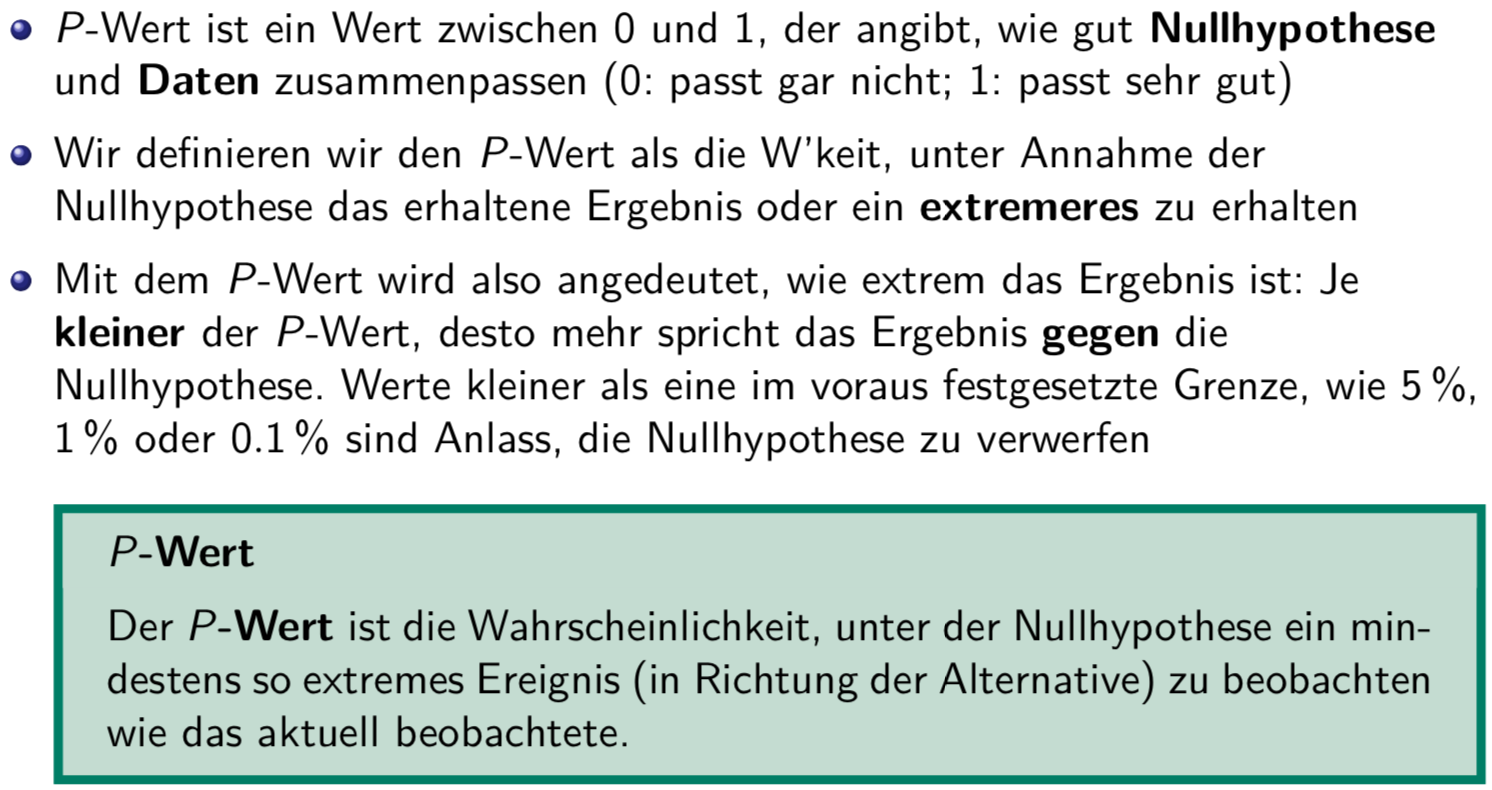 P-Wert ist ein Wert zwischen 0 und 1, der angibt, wie gut Nullhypothese
und Daten zusammenpassen (0: passt gar nicht; 1: passt sehr gut)
Wir definieren wir den P-Wert als die W'keit, unter Annahme der
Nullhypothese das erhaltene Ergebnis oder ein extremeres zu erhalten
Mit dem P-Wert wird also angedeutet, wie extrem das Ergebnis ist: Je
kleiner der P-Wert, desto mehr spricht das Ergebnis gegen die
Nullhypothese. Werte kleiner als eine im voraus festgesetzte Grenze, wie 5 %,
1 % oder 0.1 % sind Anlass, die Nullhypothese zu verwerfen
P-Wert
Der P-Wert ist die Wahrscheinlichkeit, unter der Nullhypothese ein min-
destens so extremes Ereignis (in Richtung der Alternative) zu beobachten
wie das aktuell beobachtete.